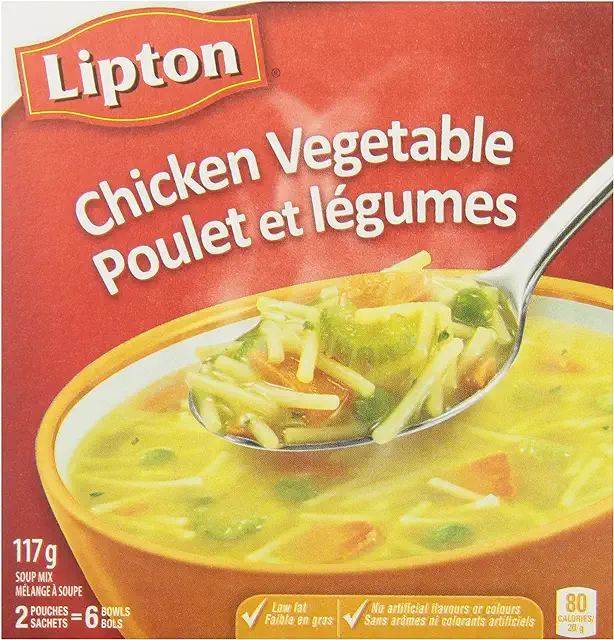 Lipton®
Chicken Vegetable
Poulet et légumes
117g
SOUP MIX
MÉLANGE À SOUPE
2 POUCHES = 6 BOWLS
SACHETS BOLS
Low fat
Faible en gras
No artificial flavours or colours
Sans arômes ni colorants artificiels
80
CALORIES/
20 g